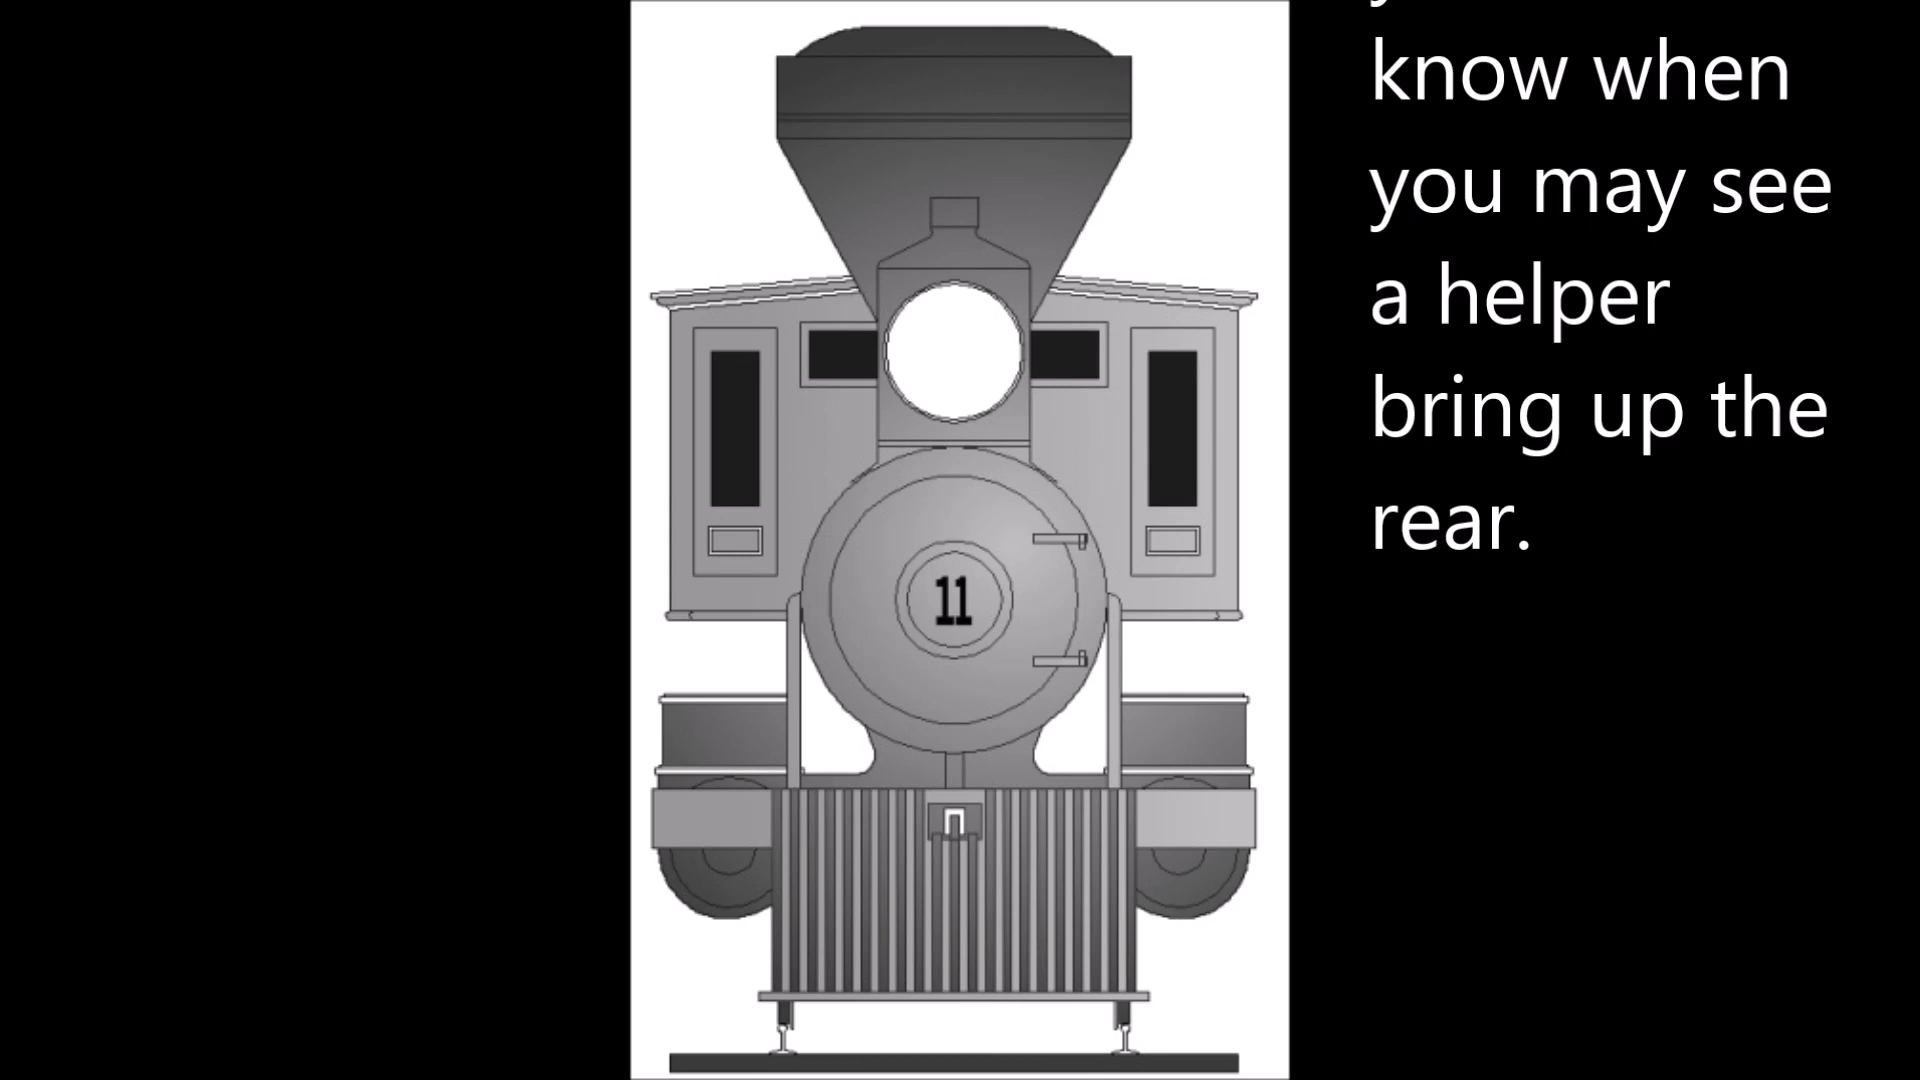 know when
you may see
a helper
bring up the
rear.
11